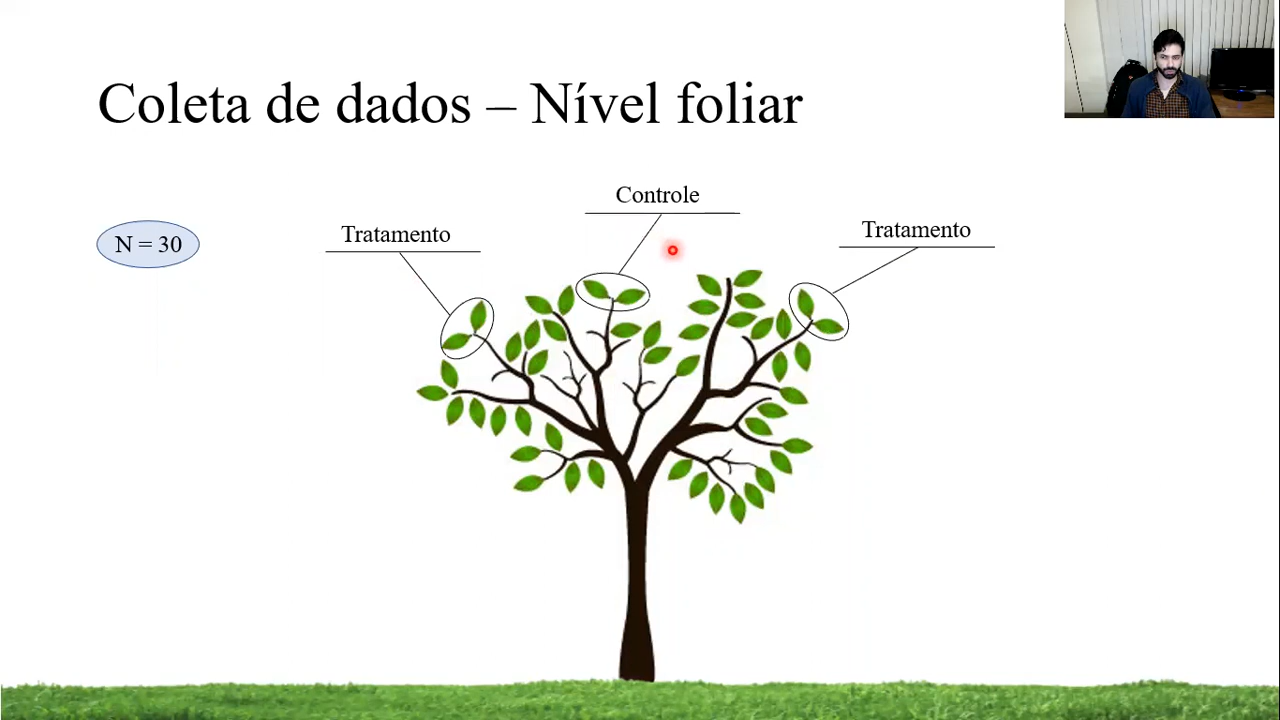 Coleta de dados – Nível foliar
Controle
Tratamento
Tratamento
N = 30